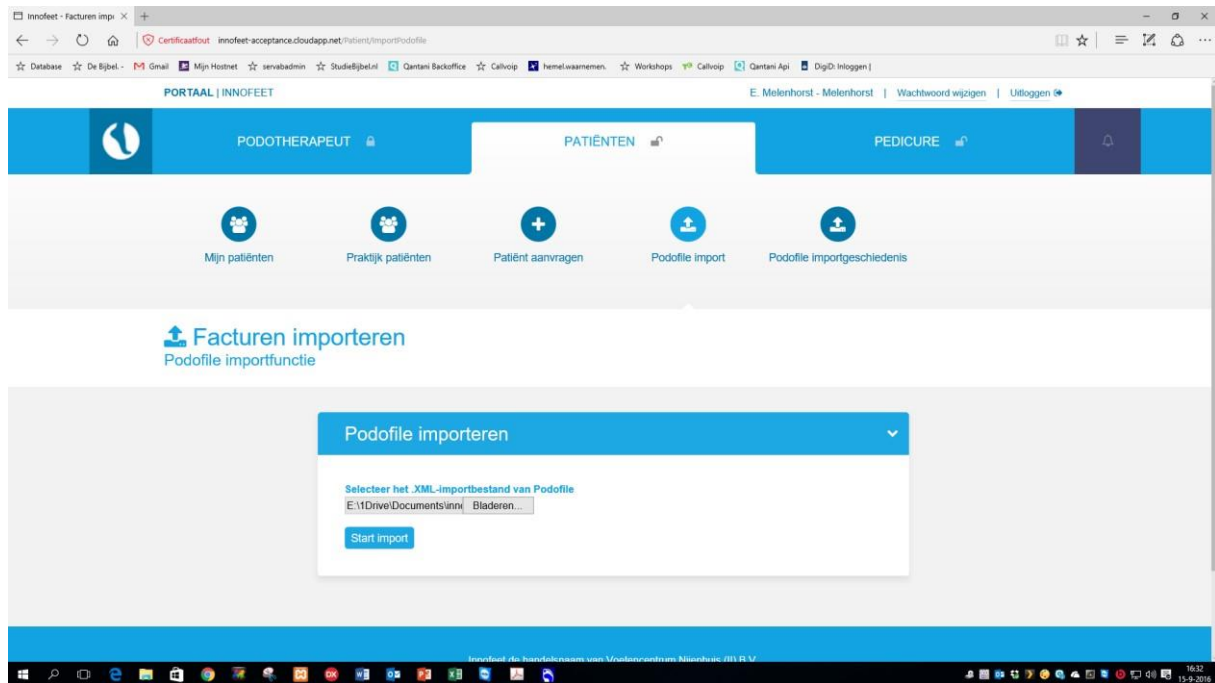 Innofeet - Facturen impo
Certificaatfout innofeet-acceptance.cloudapp.net/Patient/ImportPodofile
Database De Bijbel. - Gmail Mijn Hostnet servabadmin StudieBijbel.nl Qantani Backoffice Callvoip hemel.waarnemen. Workshops Callvoip Qantani Api DigiD: Inloggen |
PORTAAL | INNOFEET E. Melenhorst - Melenhorst | Wachtwoord wijzigen | Uitloggen
PODOTHERAPEUT PATIËNTEN PEDICURE
Mijn patiënten Praktijk patiënten Patiënt aanvragen Podofile import Podofile importgeschiedenis
Facturen importeren
Podofile importfunctie
Podofile importeren
Selecteer het .XML-importbestand van Podofile
E:\1Drive\Documents\inn Bladeren...
Start import
Innofeet de handelsnaam van Voetencentrum Nijenhuis (II) B.V.
16:32
15-9-2016